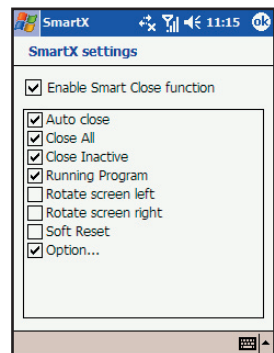 SmartX 11:15 ok
SmartX settings
Enable Smart Close function
Auto close
Close All
Close Inactive
Running Program
Rotate screen left
Rotate screen right
Soft Reset
Option...